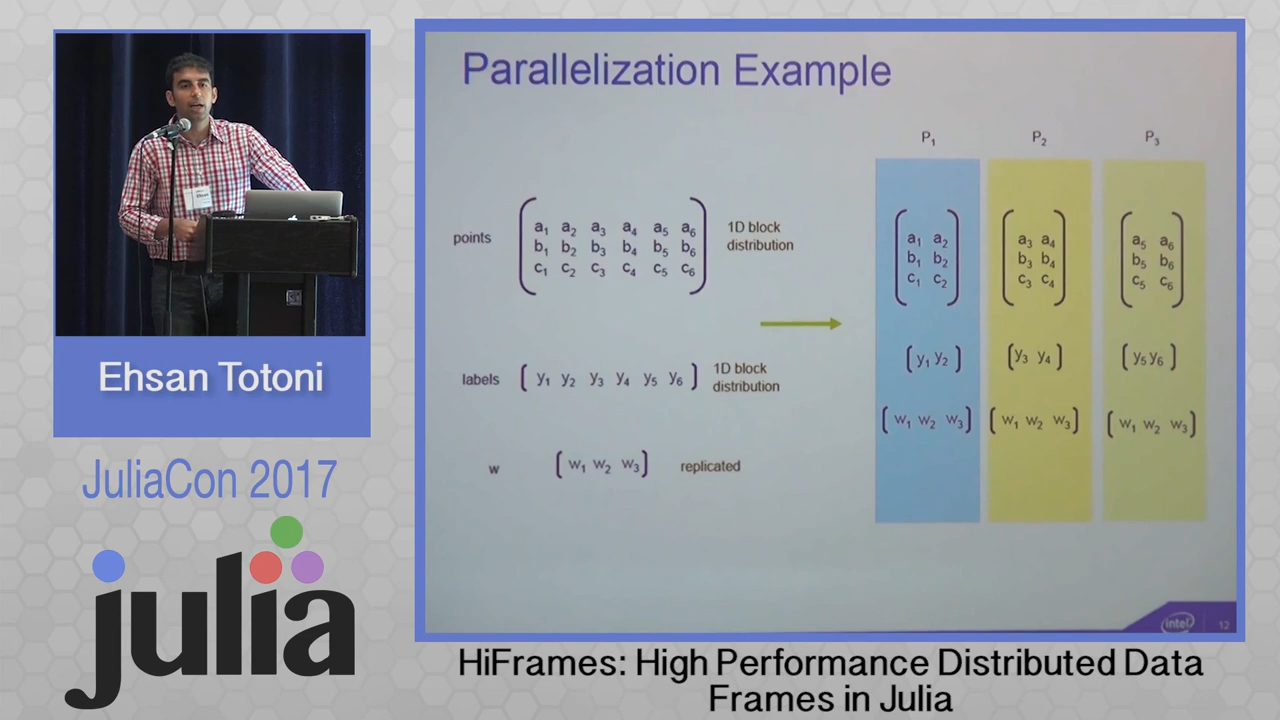 Parallelization Example
P1 P2 P3
points
a1 a2 a3 a4 a5 a6
b1 b2 b3 b4 b5 b6
c1 c2 c3 c4 c5 c6
1D block
distribution
a1 a2
b1 b2
c1 c2
a3 a4
b3 b4
c3 c4
a5 a6
b5 b6
c5 c6
labels
[ y1 y2 y3 y4 y5 y6 ]
1D block
distribution
[ y1 y2 ] [ y3 y4 ] [ y5 y6 ]
w
[ w1 w2 w3 ]
replicated
[ w1 w2 w3 ] [ w1 w2 w3 ] [ w1 w2 w3 ]
intel
12
Ehsan Totoni
JuliaCon 2017
julia
HiFrames: High Performance Distributed Data
Frames in Julia